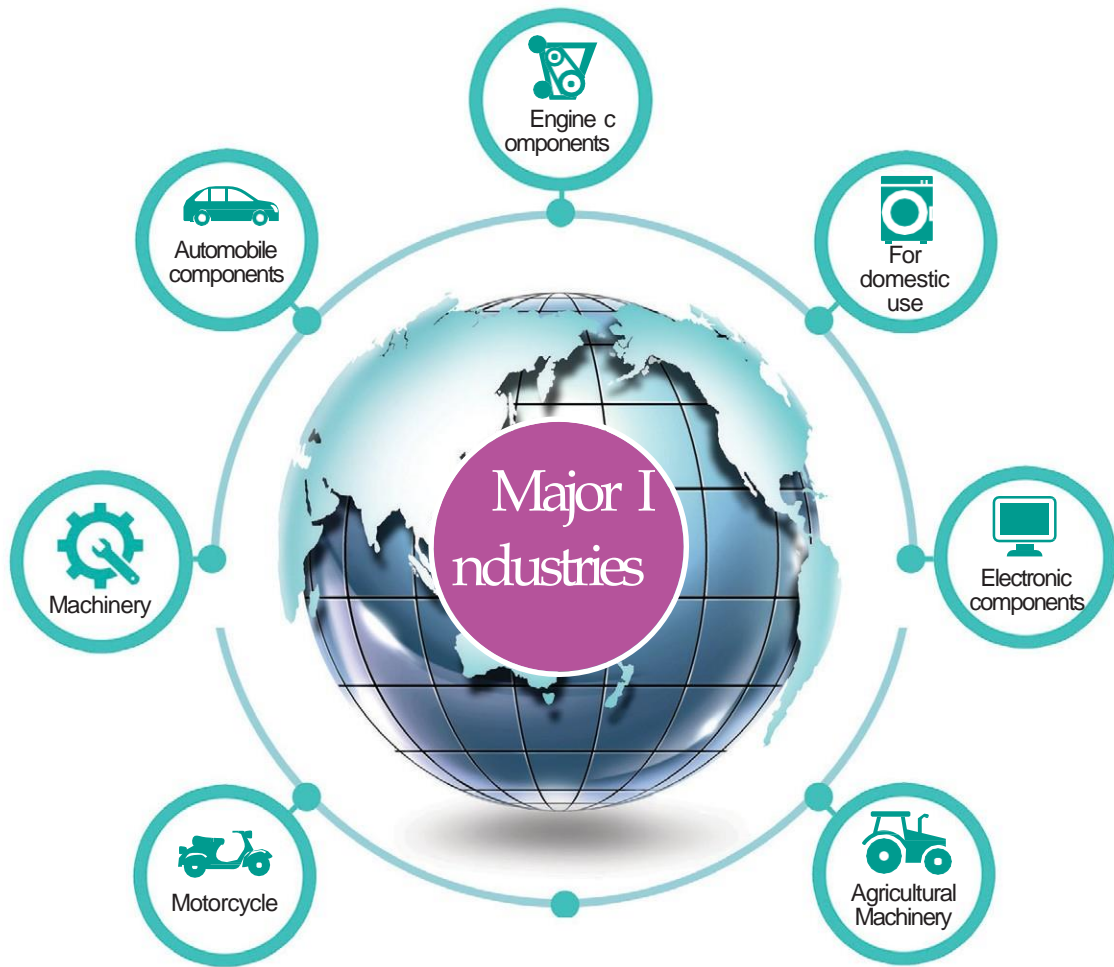 Engine c
omponents
Automobile
components
For
domestic
use
Major I
ndustries
Machinery
Electronic
components
Motorcycle
Agricultural
Machinery